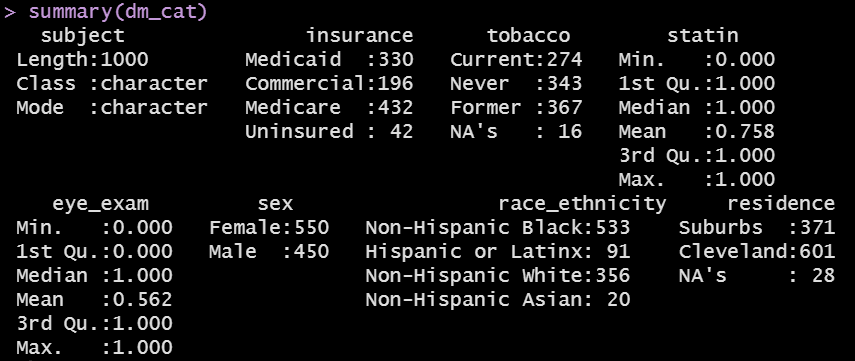 > summary(dm_cat)
   subject                insurance      tobacco        statin
 Length:1000        Medicaid  :330   Current:274   Min.   :0.000
 Class :character   Commercial:196   Never  :343   1st Qu.:1.000
 Mode  :character   Medicare  :432   Former :367   Median :1.000
                    Uninsured : 42   NA's   : 16   Mean   :0.758
                                                   3rd Qu.:1.000
                                                   Max.   :1.000
    eye_exam         sex                 race_ethnicity     residence
 Min.   :0.000   Female:550   Non-Hispanic Black:533    Suburbs  :371
 1st Qu.:0.000   Male  :450   Hispanic or Latinx: 91    Cleveland:601
 Median :1.000                Non-Hispanic White:356    NA's     : 28
 Mean   :0.562                Non-Hispanic Asian: 20
 3rd Qu.:1.000
 Max.   :1.000